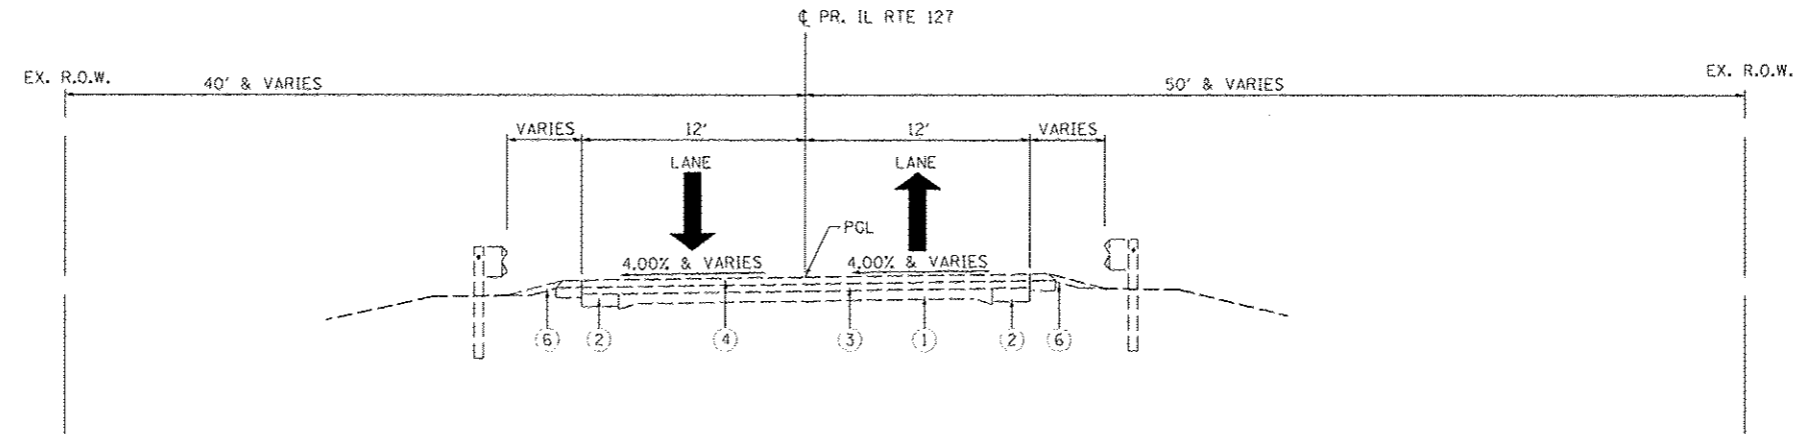 ℄ PR. IL RTE 127
EX. R.O.W.
40' & VARIES
50' & VARIES
EX. R.O.W.
VARIES
12'
12'
VARIES
LANE
LANE
PGL
4.00% & VARIES
4.00% & VARIES
6
2
4
3
1
2
6